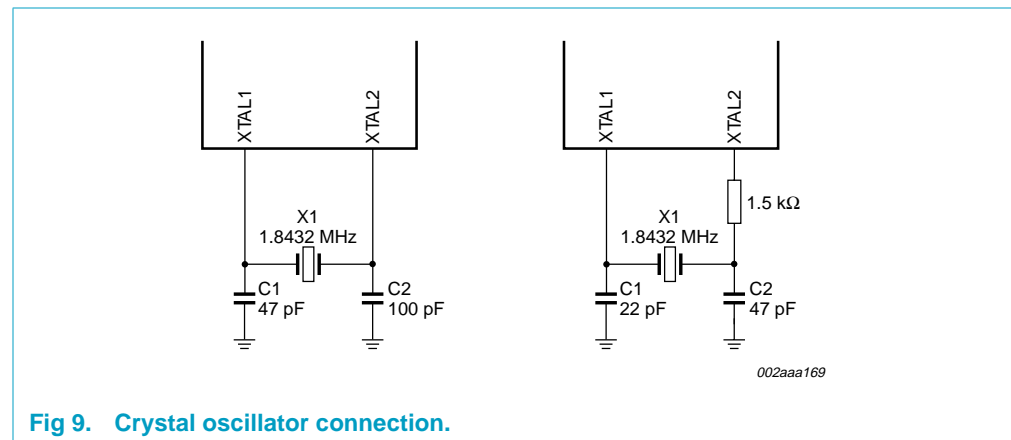 XTAL1
XTAL2
X1
1.8432 MHz
C1
47 pF
C2
100 pF
XTAL1
XTAL2
1.5 kΩ
X1
1.8432 MHz
C1
22 pF
C2
47 pF
002aaa169
Fig 9. Crystal oscillator connection.